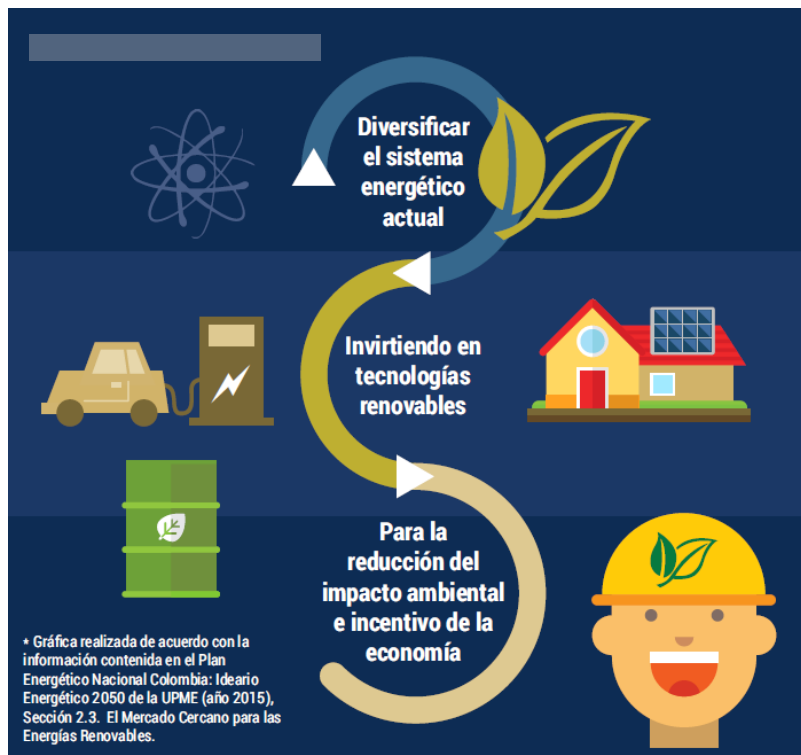 Diversificar
el sistema
energético
actual
Invirtiendo en
tecnologías
renovables
Para la
reducción del
impacto ambiental
e incentivo de la
economía
* Gráfica realizada de acuerdo con la
información contenida en el Plan
Energético Nacional Colombia: Ideario
Energético 2050 de la UPME (año 2015),
Sección 2.3. El Mercado Cercano para las
Energías Renovables.